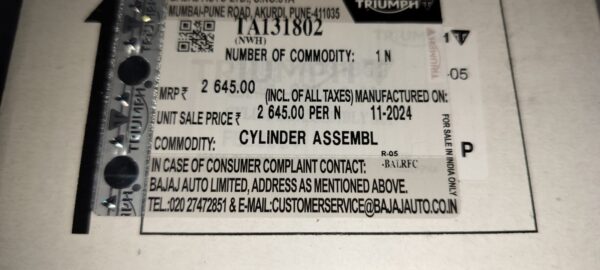 MUMBAI-PUNE ROAD, AKURDI, PUNE-411035
TRIUMPH
TA131802
(NWH)
NUMBER OF COMMODITY: 1 N
MRP ₹ 2 645.00 (INCL. OF ALL TAXES) MANUFACTURED ON:
UNIT SALE PRICE ₹ 2 645.00 PER N 11-2024
COMMODITY: CYLINDER ASSEMBL
R-05
-BALRFC
IN CASE OF CONSUMER COMPLAINT CONTACT:
BAJAJ AUTO LIMITED, ADDRESS AS MENTIONED ABOVE.
TEL.:020 27472851 & E-MAIL:CUSTOMERSERVICE@BAJAJAUTO.CO.IN
FOR SALE IN INDIA ONLY
TRIUMPH
TRIUMPH
1
-05
P